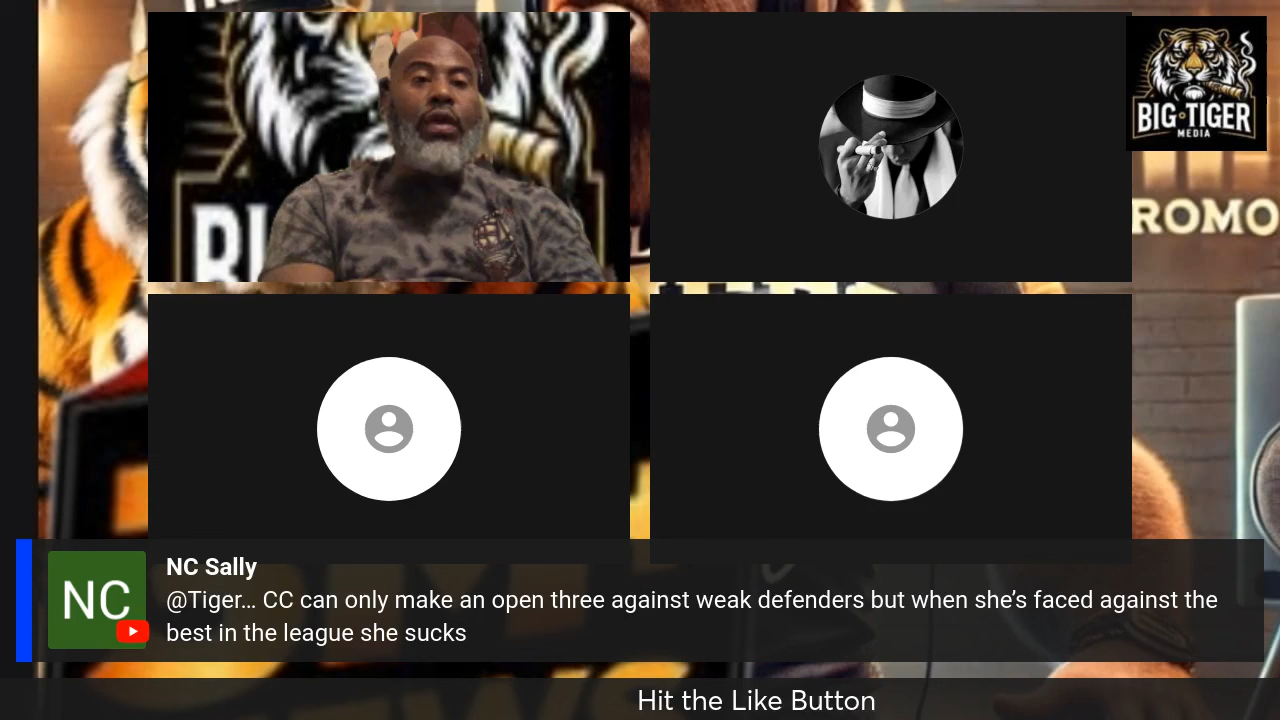 BIG TIGER
MEDIA
ROMO
BI
NC
NC Sally
@Tiger... CC can only make an open three against weak defenders but when she’s faced against the
best in the league she sucks
Hit the Like Button